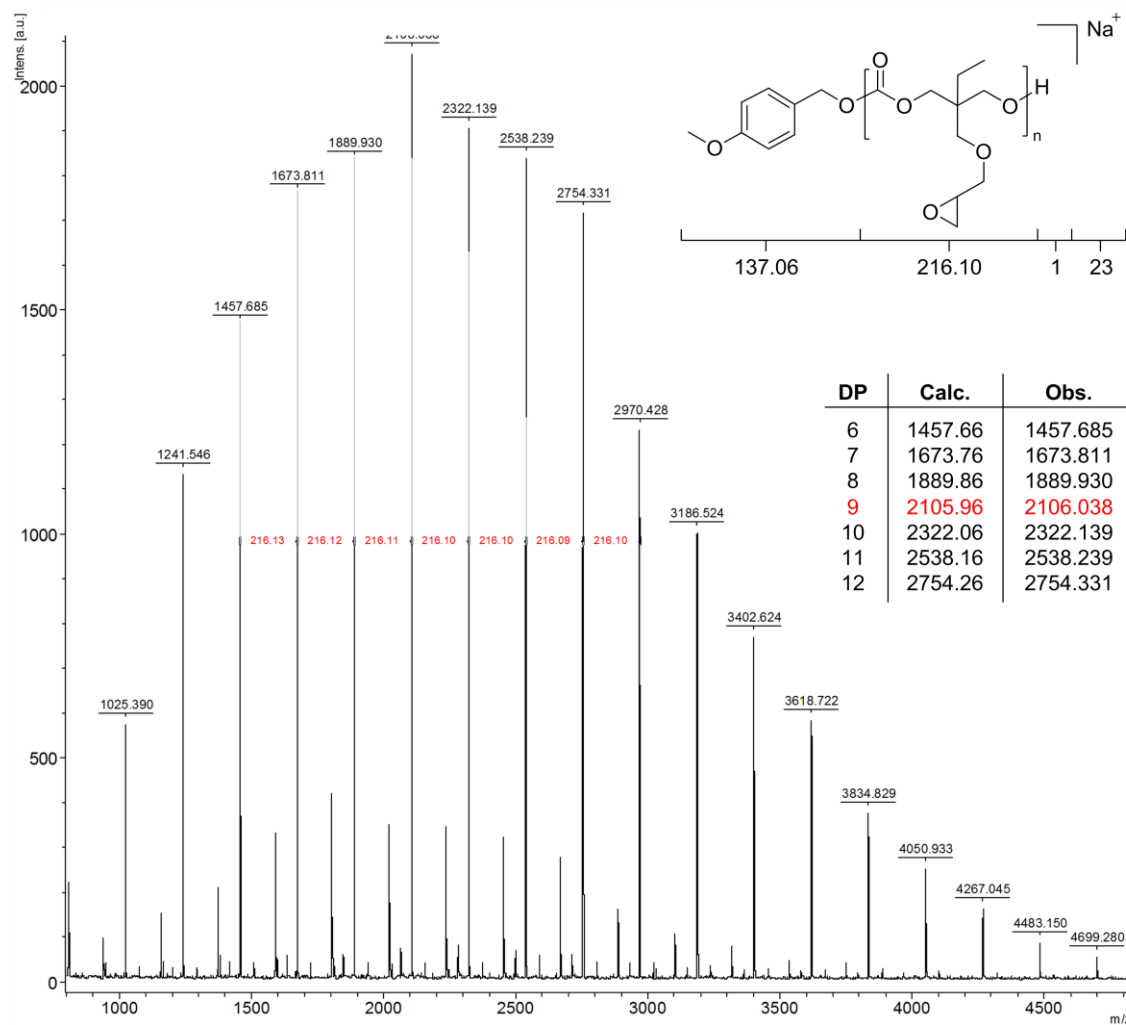 Intens. [a.u.]
2000
1500
1000
500
0
1000
1500
2000
2500
3000
3500
4000
4500
1025.390
1241.546
1457.685
1673.811
1889.930
2322.139
2538.239
2754.331
2970.428
3186.524
3402.624
3618.722
3834.829
4050.933
4267.045
4483.150
4699.280
216.13
216.12
216.11
216.10
216.10
216.09
216.10
Na+
O
O
O
O
H
n
O
O
O
137.06
216.10
1
23
DP Calc. Obs.
6 1457.66 1457.685
7 1673.76 1673.811
8 1889.86 1889.930
9 2105.96 2106.038
10 2322.06 2322.139
11 2538.16 2538.239
12 2754.26 2754.331